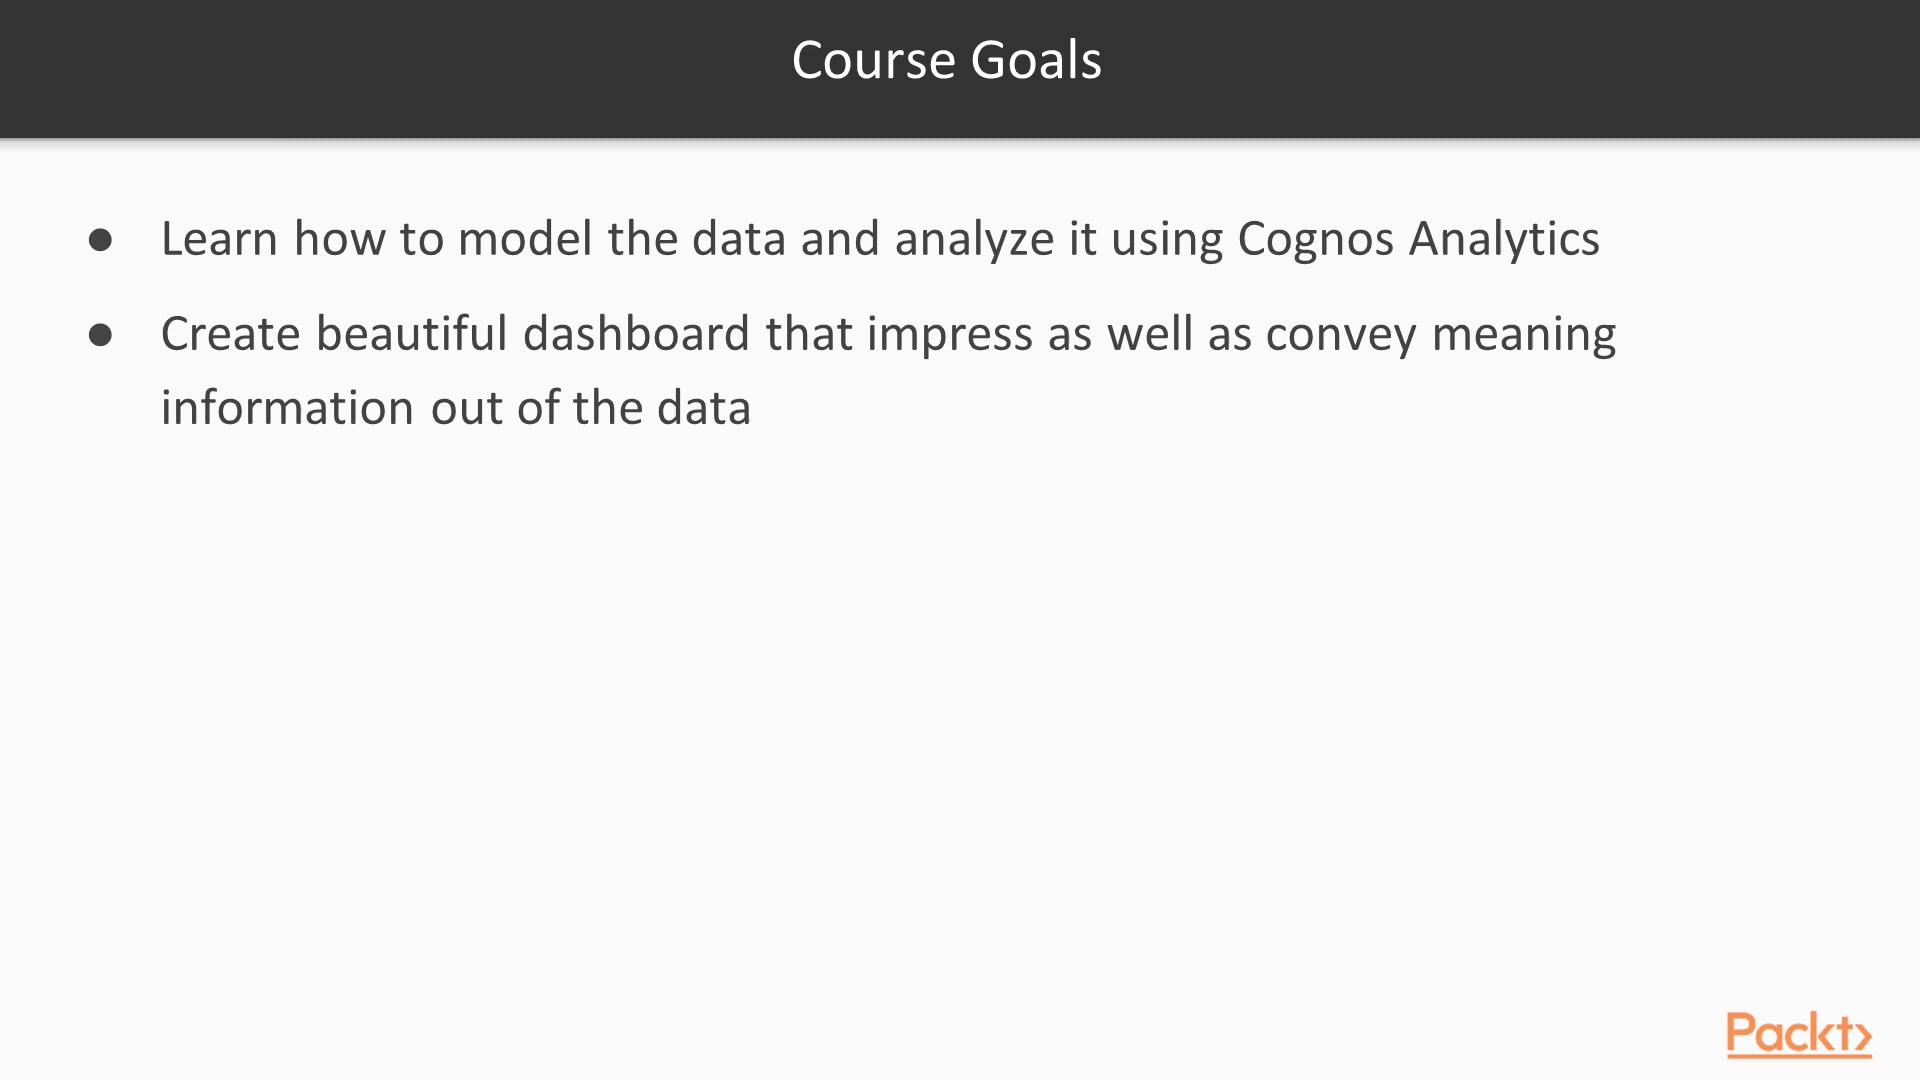 Course Goals
● Learn how to model the data and analyze it using Cognos Analytics
● Create beautiful dashboard that impress as well as convey meaning
information out of the data
Packt>